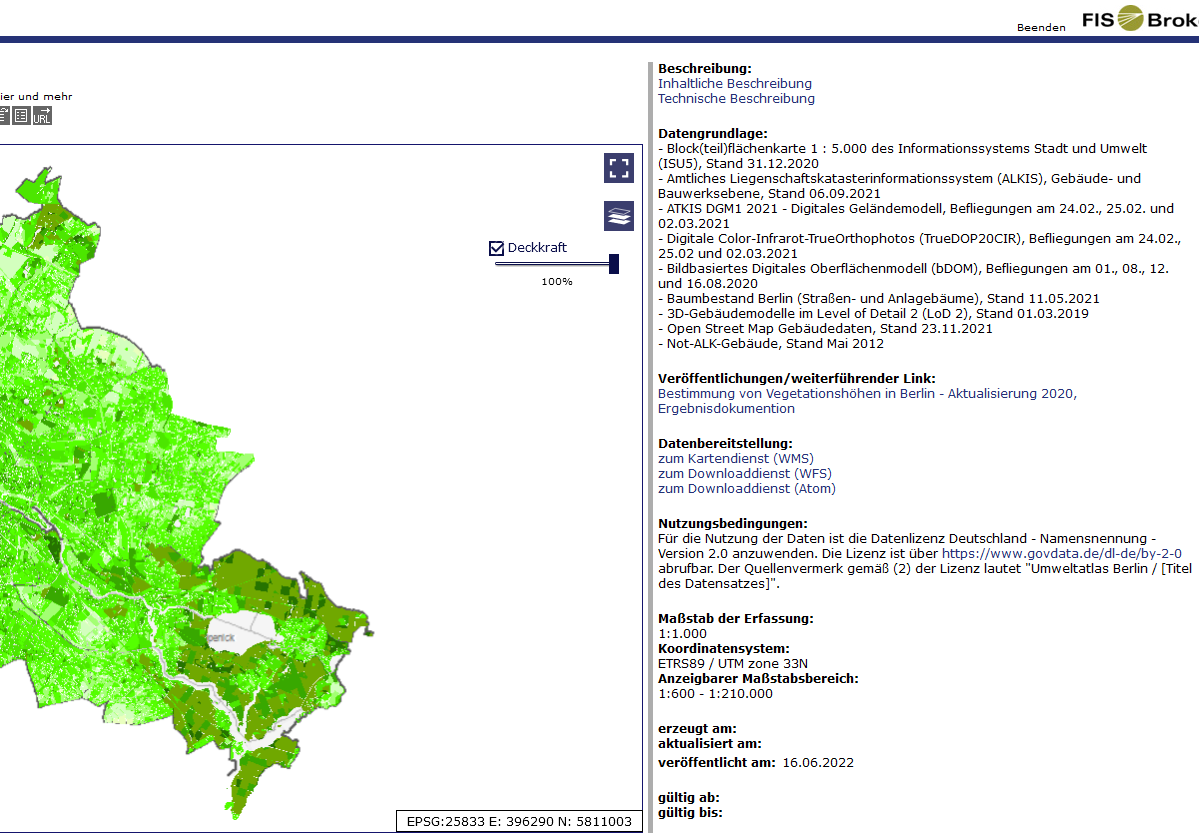 Beenden
FIS Brok
ier und mehr
URL
Deckkraft
100%
penick
EPSG:25833 E: 396290 N: 5811003
Beschreibung:
Inhaltliche Beschreibung
Technische Beschreibung
Datengrundlage:
- Block(teil)flächenkarte 1 : 5.000 des Informationssystems Stadt und Umwelt
(ISU5), Stand 31.12.2020
- Amtliches Liegenschaftskatasterinformationssystem (ALKIS), Gebäude- und
Bauwerksebene, Stand 06.09.2021
- ATKIS DGM1 2021 - Digitales Geländemodell, Befliegungen am 24.02., 25.02. und
02.03.2021
- Digitale Color-Infrarot-TrueOrthophotos (TrueDOP20CIR), Befliegungen am 24.02.,
25.02 und 02.03.2021
- Bildbasiertes Digitales Oberflächenmodell (bDOM), Befliegungen am 01., 08., 12.
und 16.08.2020
- Baumbestand Berlin (Straßen- und Anlagebäume), Stand 11.05.2021
- 3D-Gebäudemodelle im Level of Detail 2 (LoD 2), Stand 01.03.2019
- Open Street Map Gebäudedaten, Stand 23.11.2021
- Not-ALK-Gebäude, Stand Mai 2012
Veröffentlichungen/weiterführender Link:
Bestimmung von Vegetationshöhen in Berlin - Aktualisierung 2020,
Ergebnisdokumention
Datenbereitstellung:
zum Kartendienst (WMS)
zum Downloaddienst (WFS)
zum Downloaddienst (Atom)
Nutzungsbedingungen:
Für die Nutzung der Daten ist die Datenlizenz Deutschland - Namensnennung -
Version 2.0 anzuwenden. Die Lizenz ist über https://www.govdata.de/dl-de/by-2-0
abrufbar. Der Quellenvermerk gemäß (2) der Lizenz lautet "Umweltatlas Berlin / [Titel
des Datensatzes]".
Maßstab der Erfassung:
1:1.000
Koordinatensystem:
ETRS89 / UTM zone 33N
Anzeigbarer Maßstabsbereich:
1:600 - 1:210.000
erzeugt am:
aktualisiert am:
veröffentlicht am: 16.06.2022
gültig ab:
gültig bis: